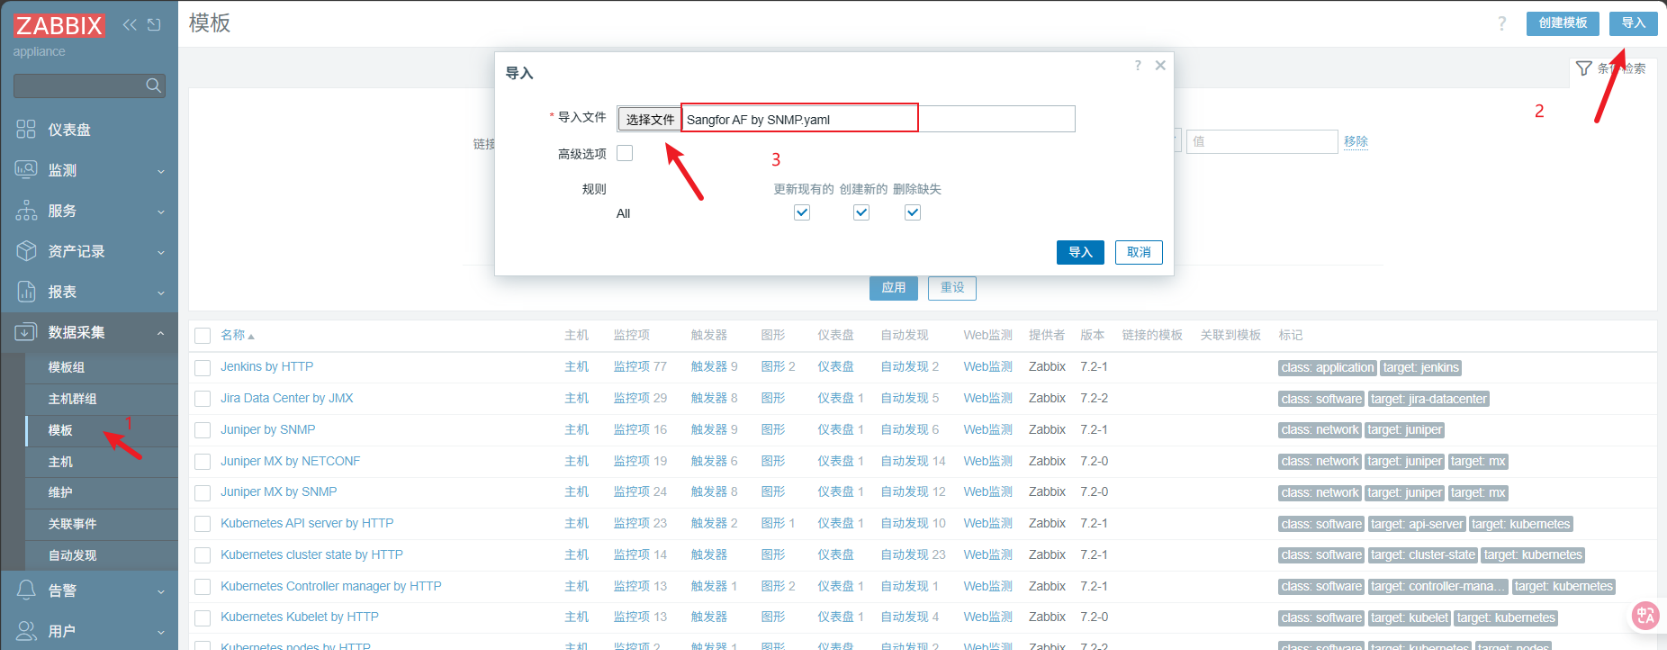 ZABBIX
appliance
仪表盘
监测
服务
资产记录
报表
数据采集
模板组
主机群组
模板
1
主机
维护
关联事件
自动发现
告警
用户
模板
?
创建模板
导入
条件检索
2
链接
值
移除
导入
?
* 导入文件
选择文件
Sangfor AF by SNMP.yaml
高级选项
3
规则
更新现有的 创建新的 删除缺失
All
导入
取消
应用
重设
名称 主机 监控项 触发器 图形 仪表盘 自动发现 Web监测 提供者 版本 链接的模板 关联到模板 标记
Jenkins by HTTP 主机 监控项 77 触发器 9 图形 2 仪表盘 自动发现 2 Web监测 Zabbix 7.2-1 class: application target: jenkins
Jira Data Center by JMX 主机 监控项 29 触发器 8 图形 仪表盘 1 自动发现 5 Web监测 Zabbix 7.2-2 class: software target: jira-datacenter
Juniper by SNMP 主机 监控项 16 触发器 9 图形 仪表盘 1 自动发现 6 Web监测 Zabbix 7.2-1 class: network target: juniper
Juniper MX by NETCONF 主机 监控项 19 触发器 6 图形 仪表盘 1 自动发现 14 Web监测 Zabbix 7.2-0 class: network target: juniper target: mx
Juniper MX by SNMP 主机 监控项 24 触发器 8 图形 仪表盘 1 自动发现 12 Web监测 Zabbix 7.2-0 class: network target: juniper target: mx
Kubernetes API server by HTTP 主机 监控项 23 触发器 2 图形 1 仪表盘 1 自动发现 10 Web监测 Zabbix 7.2-1 class: software target: api-server target: kubernetes
Kubernetes cluster state by HTTP 主机 监控项 14 触发器 图形 仪表盘 自动发现 23 Web监测 Zabbix 7.2-1 class: software target: cluster-state target: kubernetes
Kubernetes Controller manager by HTTP 主机 监控项 13 触发器 1 图形 2 仪表盘 1 自动发现 1 Web监测 Zabbix 7.2-1 class: software target: controller-mana... target: kubernetes
Kubernetes Kubelet by HTTP 主机 监控项 13 触发器 图形 仪表盘 1 自动发现 4 Web监测 Zabbix 7.2-0 class: software target: kubelet target: kubernetes
Kubernetes nodes by HTTP 主机 监控项 2 触发器 图形 仪表盘 自动发现 2 Web监测 Zabbix 7.2-2 class: software target: kubernetes target: nodes